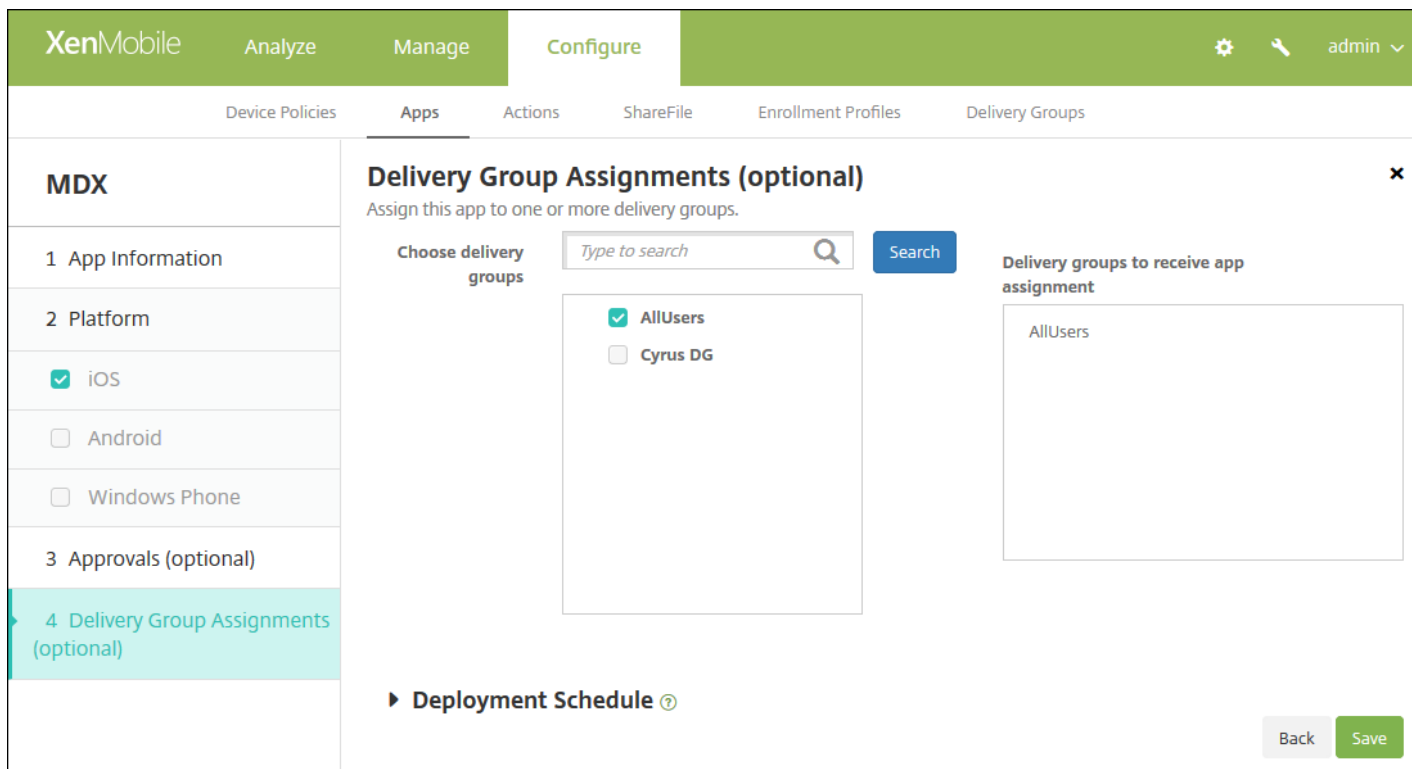 XenMobile Analyze Manage Configure admin
Device Policies Apps Actions ShareFile Enrollment Profiles Delivery Groups
MDX
1 App Information
2 Platform
iOS
Android
Windows Phone
3 Approvals (optional)
4 Delivery Group Assignments
(optional)
Delivery Group Assignments (optional)
Assign this app to one or more delivery groups.
Choose delivery
groups
Type to search
Search
AllUsers
Cyrus DG
Delivery groups to receive app
assignment
AllUsers
Deployment Schedule ?
Back Save